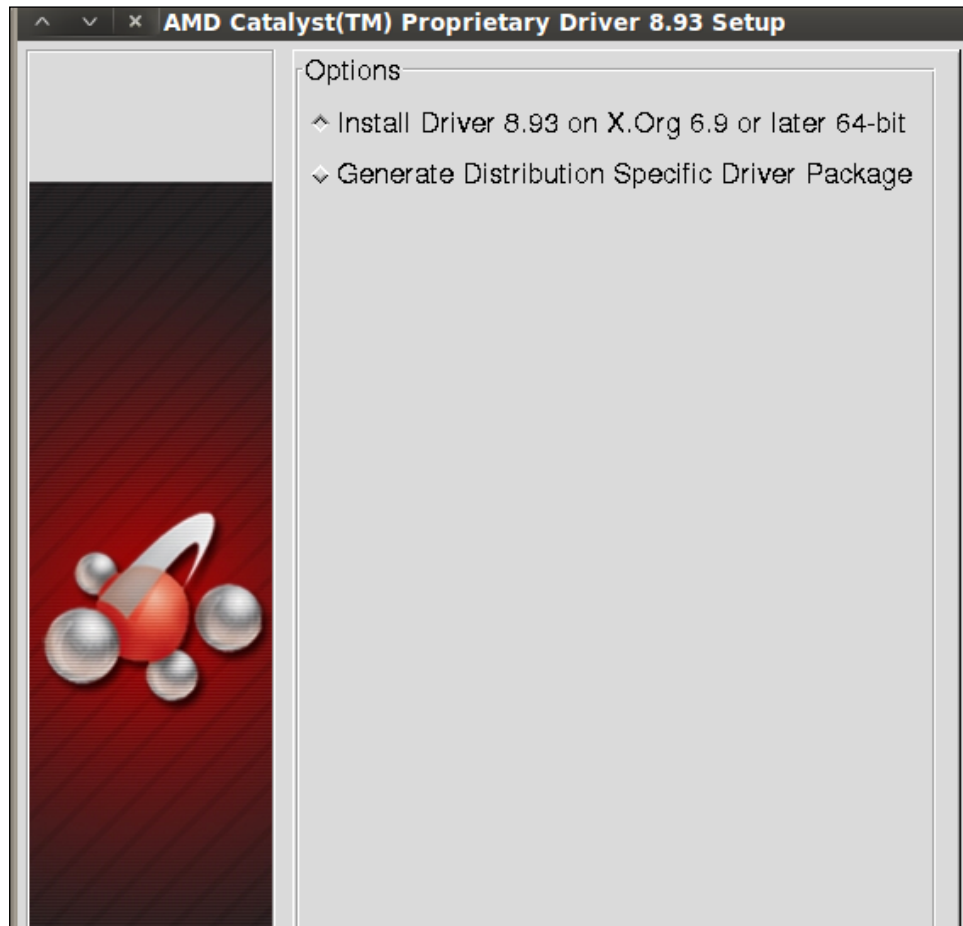 AMD Catalyst(TM) Proprietary Driver 8.93 Setup
Options
Install Driver 8.93 on X.Org 6.9 or later 64-bit
Generate Distribution Specific Driver Package